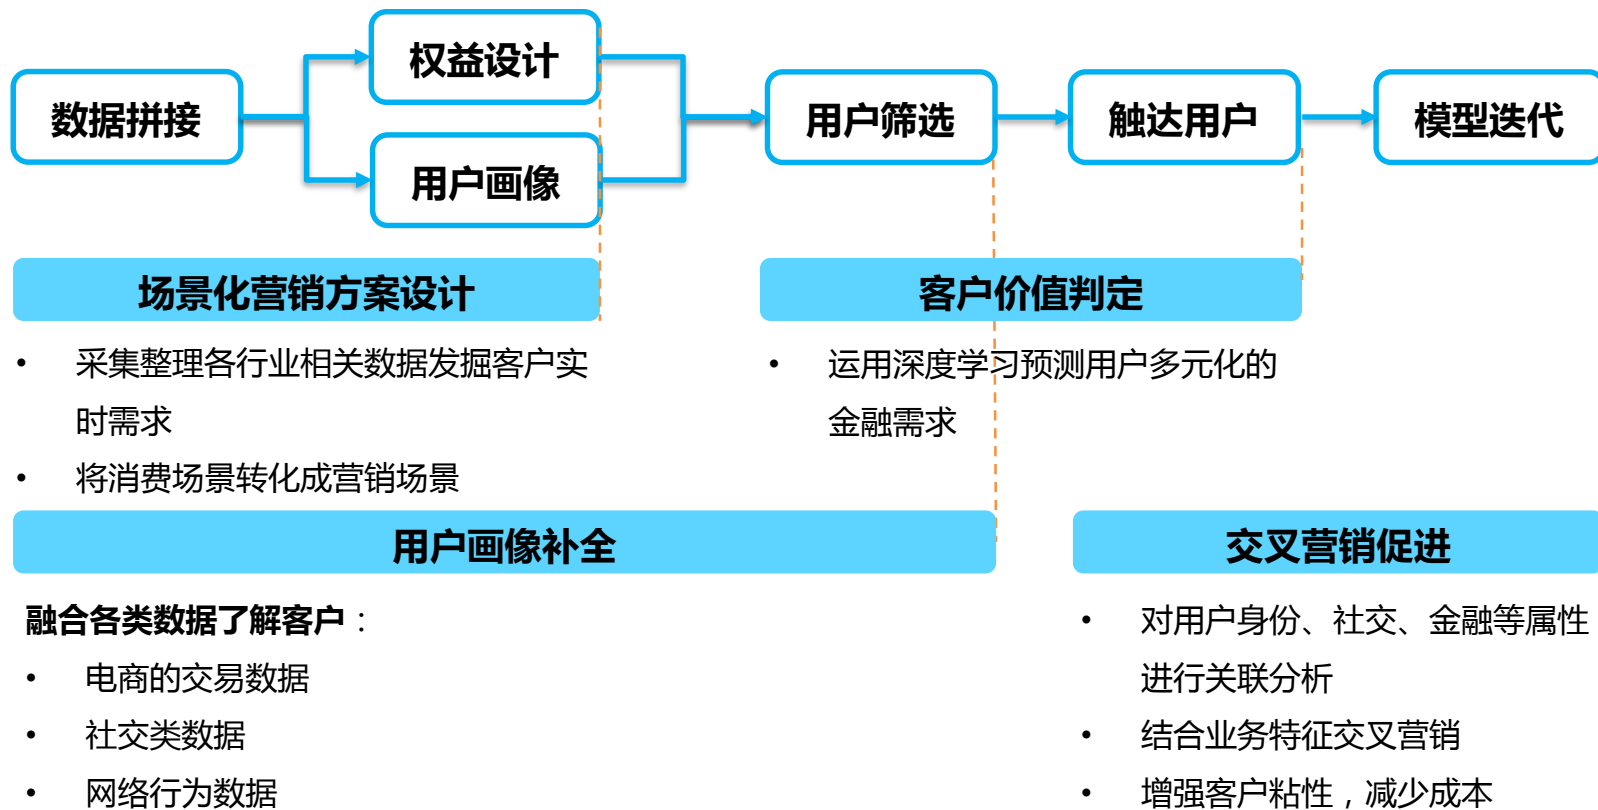 权益设计
数据拼接
用户画像
用户筛选
触达用户
模型迭代
场景化营销方案设计
• 采集整理各行业相关数据发掘客户实
时需求
• 将消费场景转化成营销场景
客户价值判定
• 运用深度学习预测用户多元化的
金融需求
用户画像补全
融合各类数据了解客户：
• 电商的交易数据
• 社交类数据
• 网络行为数据
交叉营销促进
• 对用户身份、社交、金融等属性
进行关联分析
• 结合业务特征交叉营销
• 增强客户粘性，减少成本